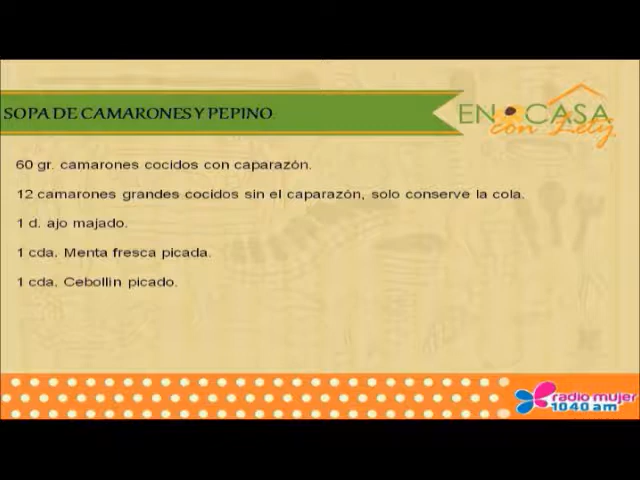 SOPA DE CAMARONES Y PEPINO.
EN CASA
con Lety.
60 gr. camarones cocidos con caparazón.
12 camarones grandes cocidos sin el caparazón, solo conserve la cola.
1 d. ajo majado.
1 cda. Menta fresca picada.
1 cda. Cebollin picado.
radio mujer
1040 am